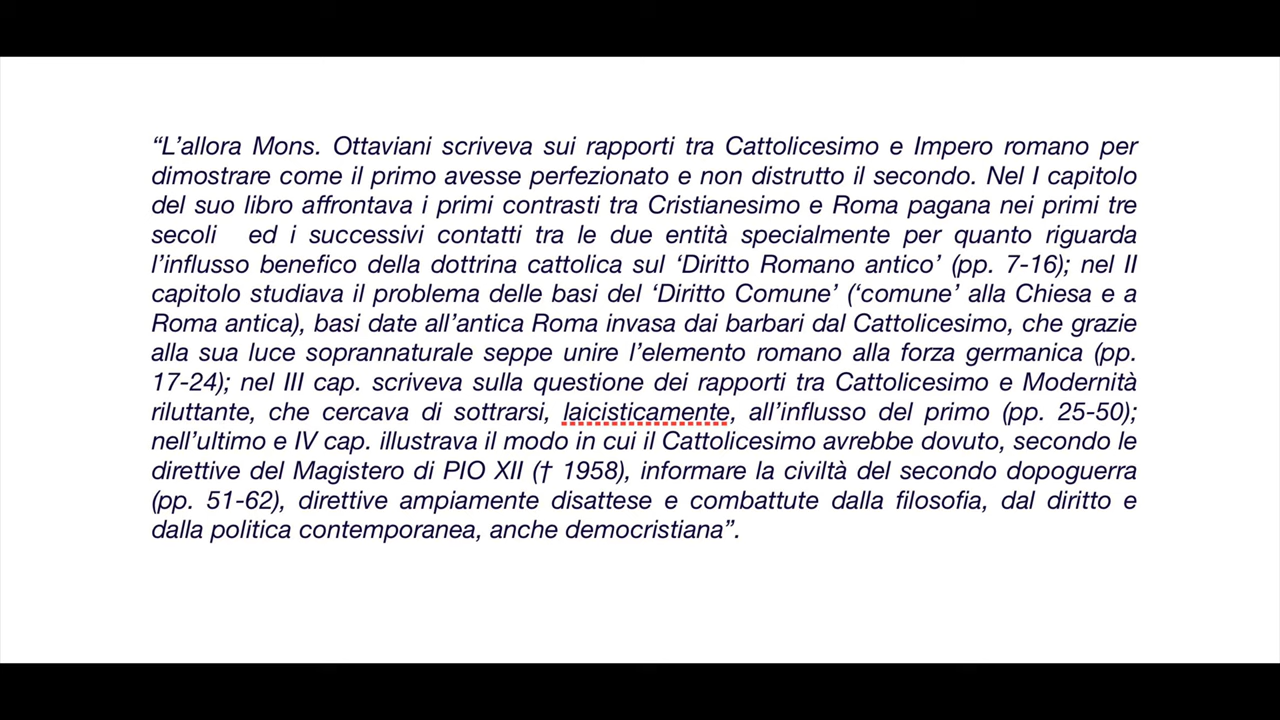 “L’allora Mons. Ottaviani scriveva sui rapporti tra Cattolicesimo e Impero romano per
dimostrare come il primo avesse perfezionato e non distrutto il secondo. Nel I capitolo
del suo libro affrontava i primi contrasti tra Cristianesimo e Roma pagana nei primi tre
secoli ed i successivi contatti tra le due entità specialmente per quanto riguarda
l’influsso benefico della dottrina cattolica sul ‘Diritto Romano antico’ (pp. 7-16); nel II
capitolo studiava il problema delle basi del ‘Diritto Comune’ (‘comune’ alla Chiesa e a
Roma antica), basi date all’antica Roma invasa dai barbari dal Cattolicesimo, che grazie
alla sua luce soprannaturale seppe unire l’elemento romano alla forza germanica (pp.
17-24); nel III cap. scriveva sulla questione dei rapporti tra Cattolicesimo e Modernità
riluttante, che cercava di sottrarsi, laicisticamente, all’influsso del primo (pp. 25-50);
nell’ultimo e IV cap. illustrava il modo in cui il Cattolicesimo avrebbe dovuto, secondo le
direttive del Magistero di PIO XII († 1958), informare la civiltà del secondo dopoguerra
(pp. 51-62), direttive ampiamente disattese e combattute dalla filosofia, dal diritto e
dalla politica contemporanea, anche democristiana”.